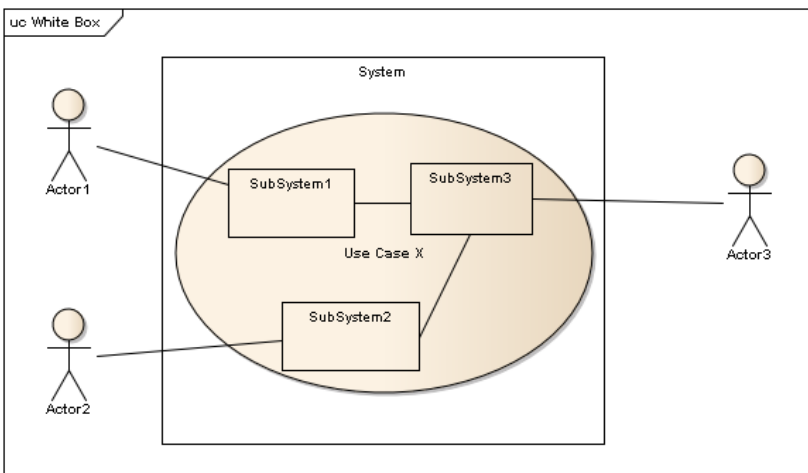 uc White Box
System
Actor1
SubSystem1
SubSystem3
Use Case X
Actor3
SubSystem2
Actor2